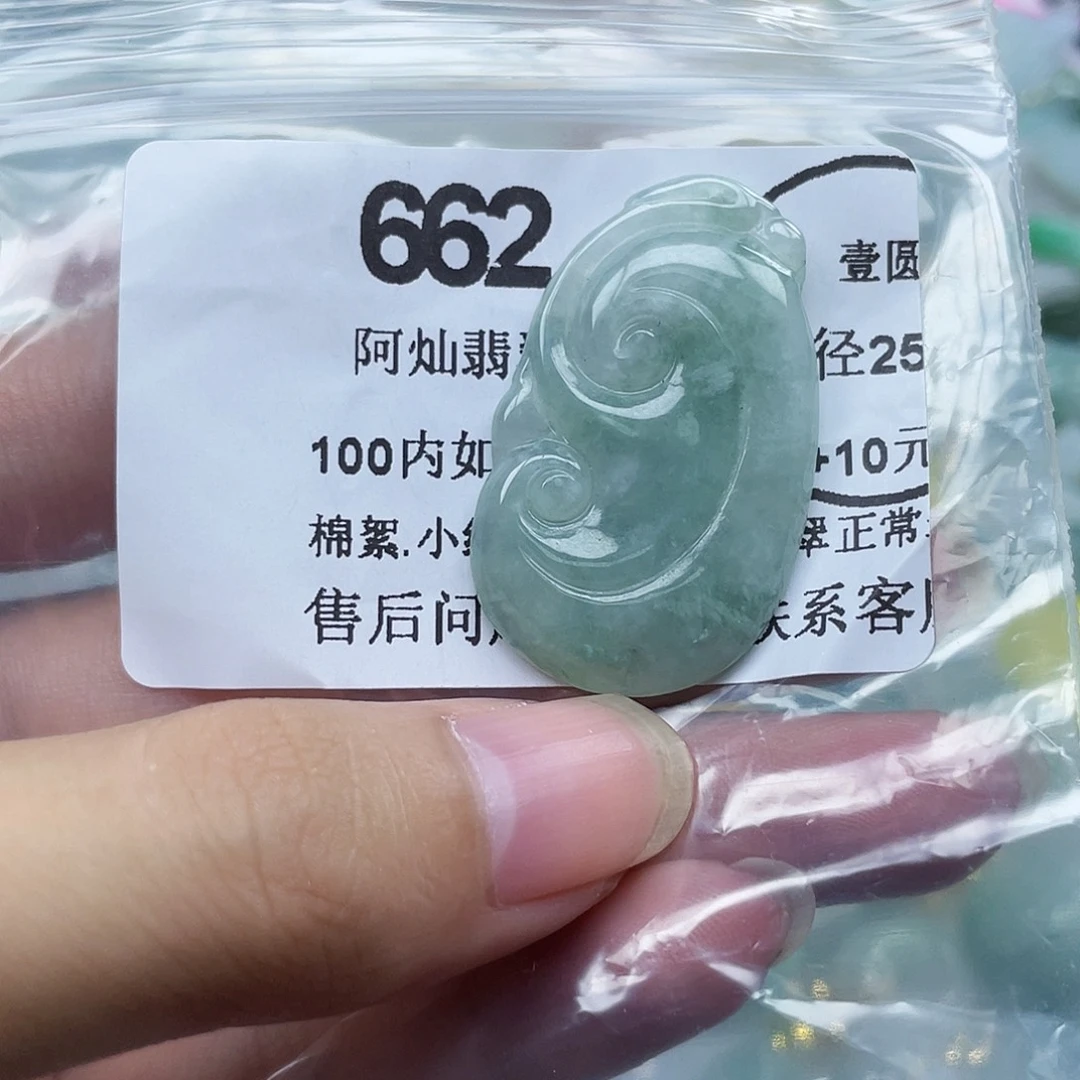 662
壹圆
阿灿翡 径25
100内如 +10元
棉絮.小 翠正常
售后问 联系客